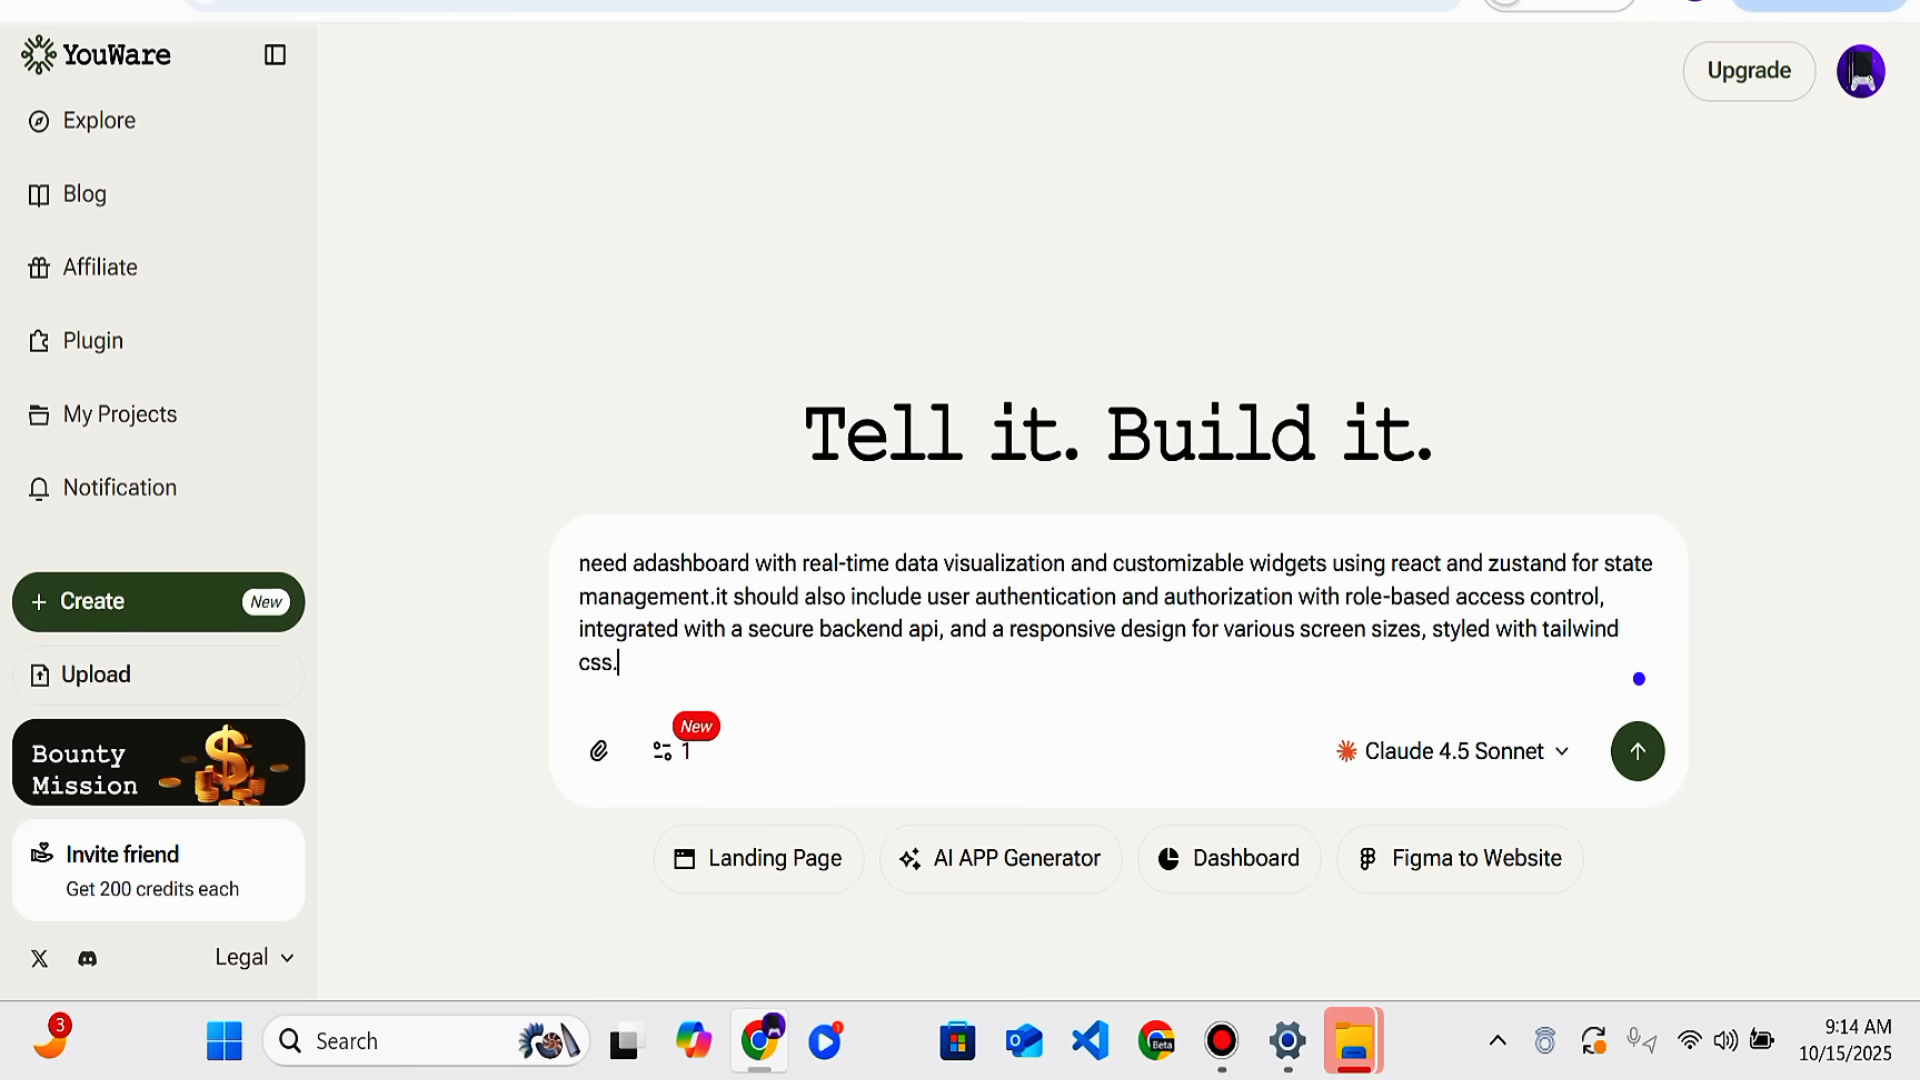 YouWare
Explore
Blog
Affiliate
Plugin
My Projects
Notification
+ Create New
Upload
Bounty
Mission
Invite friend
Get 200 credits each
Legal
Upgrade
Tell it. Build it.
need adashboard with real-time data visualization and customizable widgets using react and zustand for state
management.it should also include user authentication and authorization with role-based access control,
integrated with a secure backend api, and a responsive design for various screen sizes, styled with tailwind
css.
New
1
Claude 4.5 Sonnet
Landing Page
AI APP Generator
Dashboard
Figma to Website
3
Search
1
Beta
9:14 AM
10/15/2025